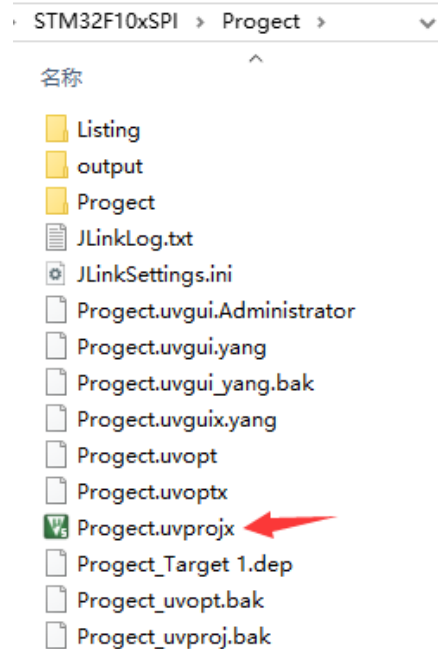 STM32F10xSPI > Progect >
名称
Listing
output
Progect
JLinkLog.txt
JLinkSettings.ini
Progect.uvgui.Administrator
Progect.uvgui.yang
Progect.uvgui_yang.bak
Progect.uvguix.yang
Progect.uvopt
Progect.uvoptx
Progect.uvprojx
Progect_Target 1.dep
Progect_uvopt.bak
Progect_uvproj.bak